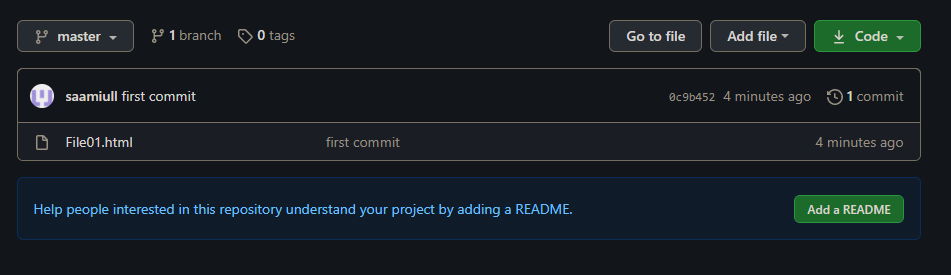 master 1 branch 0 tags Go to file Add file Code
saamiull first commit 0c9b452 4 minutes ago 1 commit
File01.html first commit 4 minutes ago
Help people interested in this repository understand your project by adding a README. Add a README